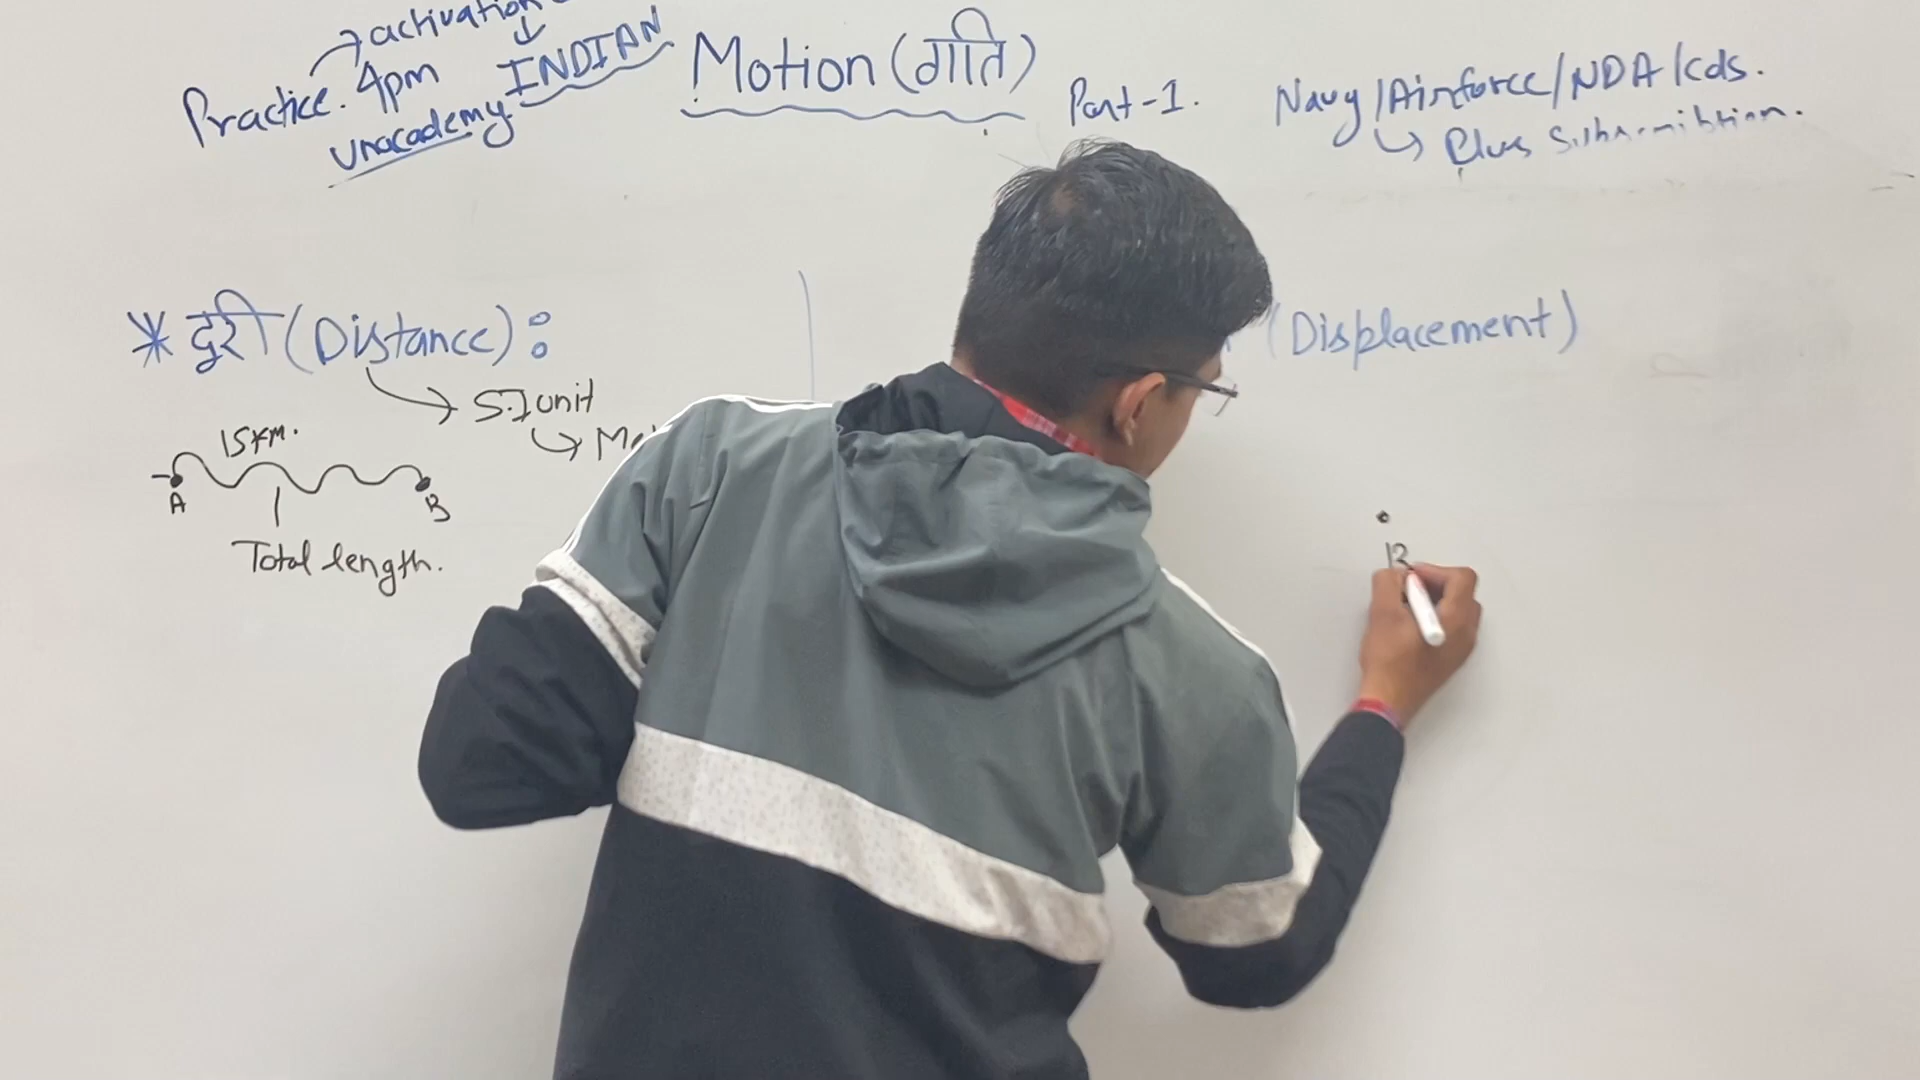 activation
INDIAN
Practice. 4pm
Unacademy.
Motion (गति)
Part-1.
Navy/Airforce/NDA/cds.
Plus
* दुरी (Distance) :
S.I unit
Me
15km.
A B
Total length.
(Displacement)
B